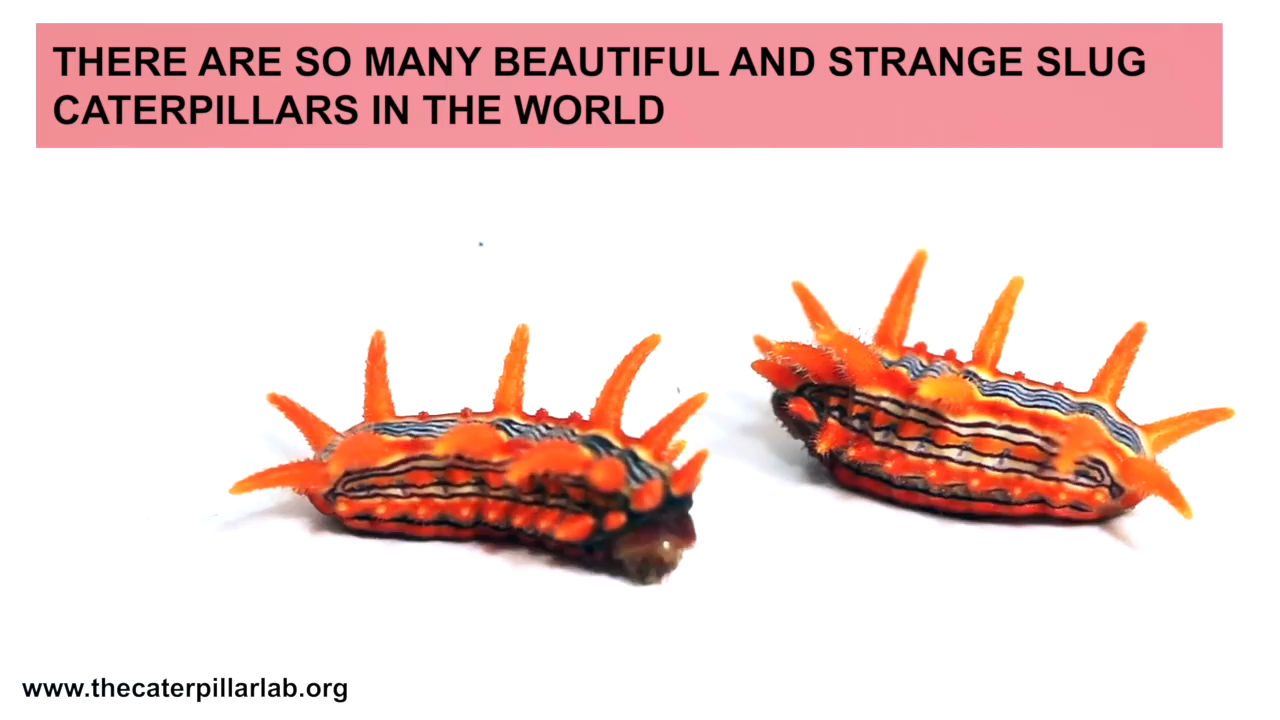 THERE ARE SO MANY BEAUTIFUL AND STRANGE SLUG
CATERPILLARS IN THE WORLD
www.thecaterpillarlab.org